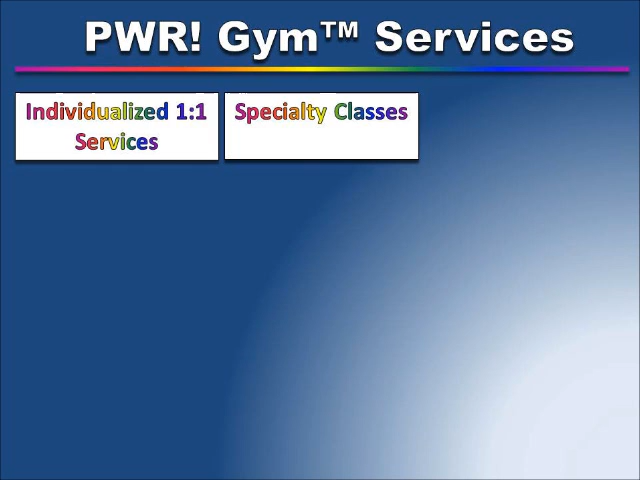 PWR! Gym™ Services
Individualized 1:1
Services
Specialty Classes